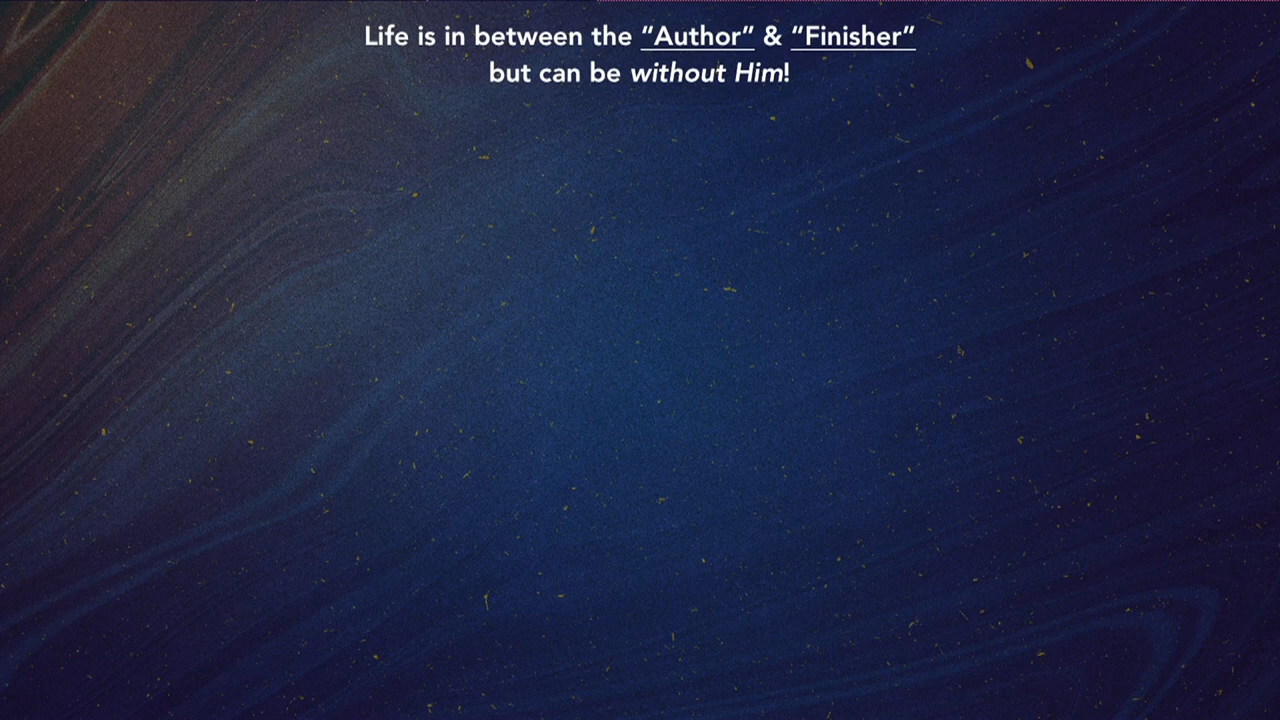 Life is in between the “Author” & “Finisher”
but can be without Him!